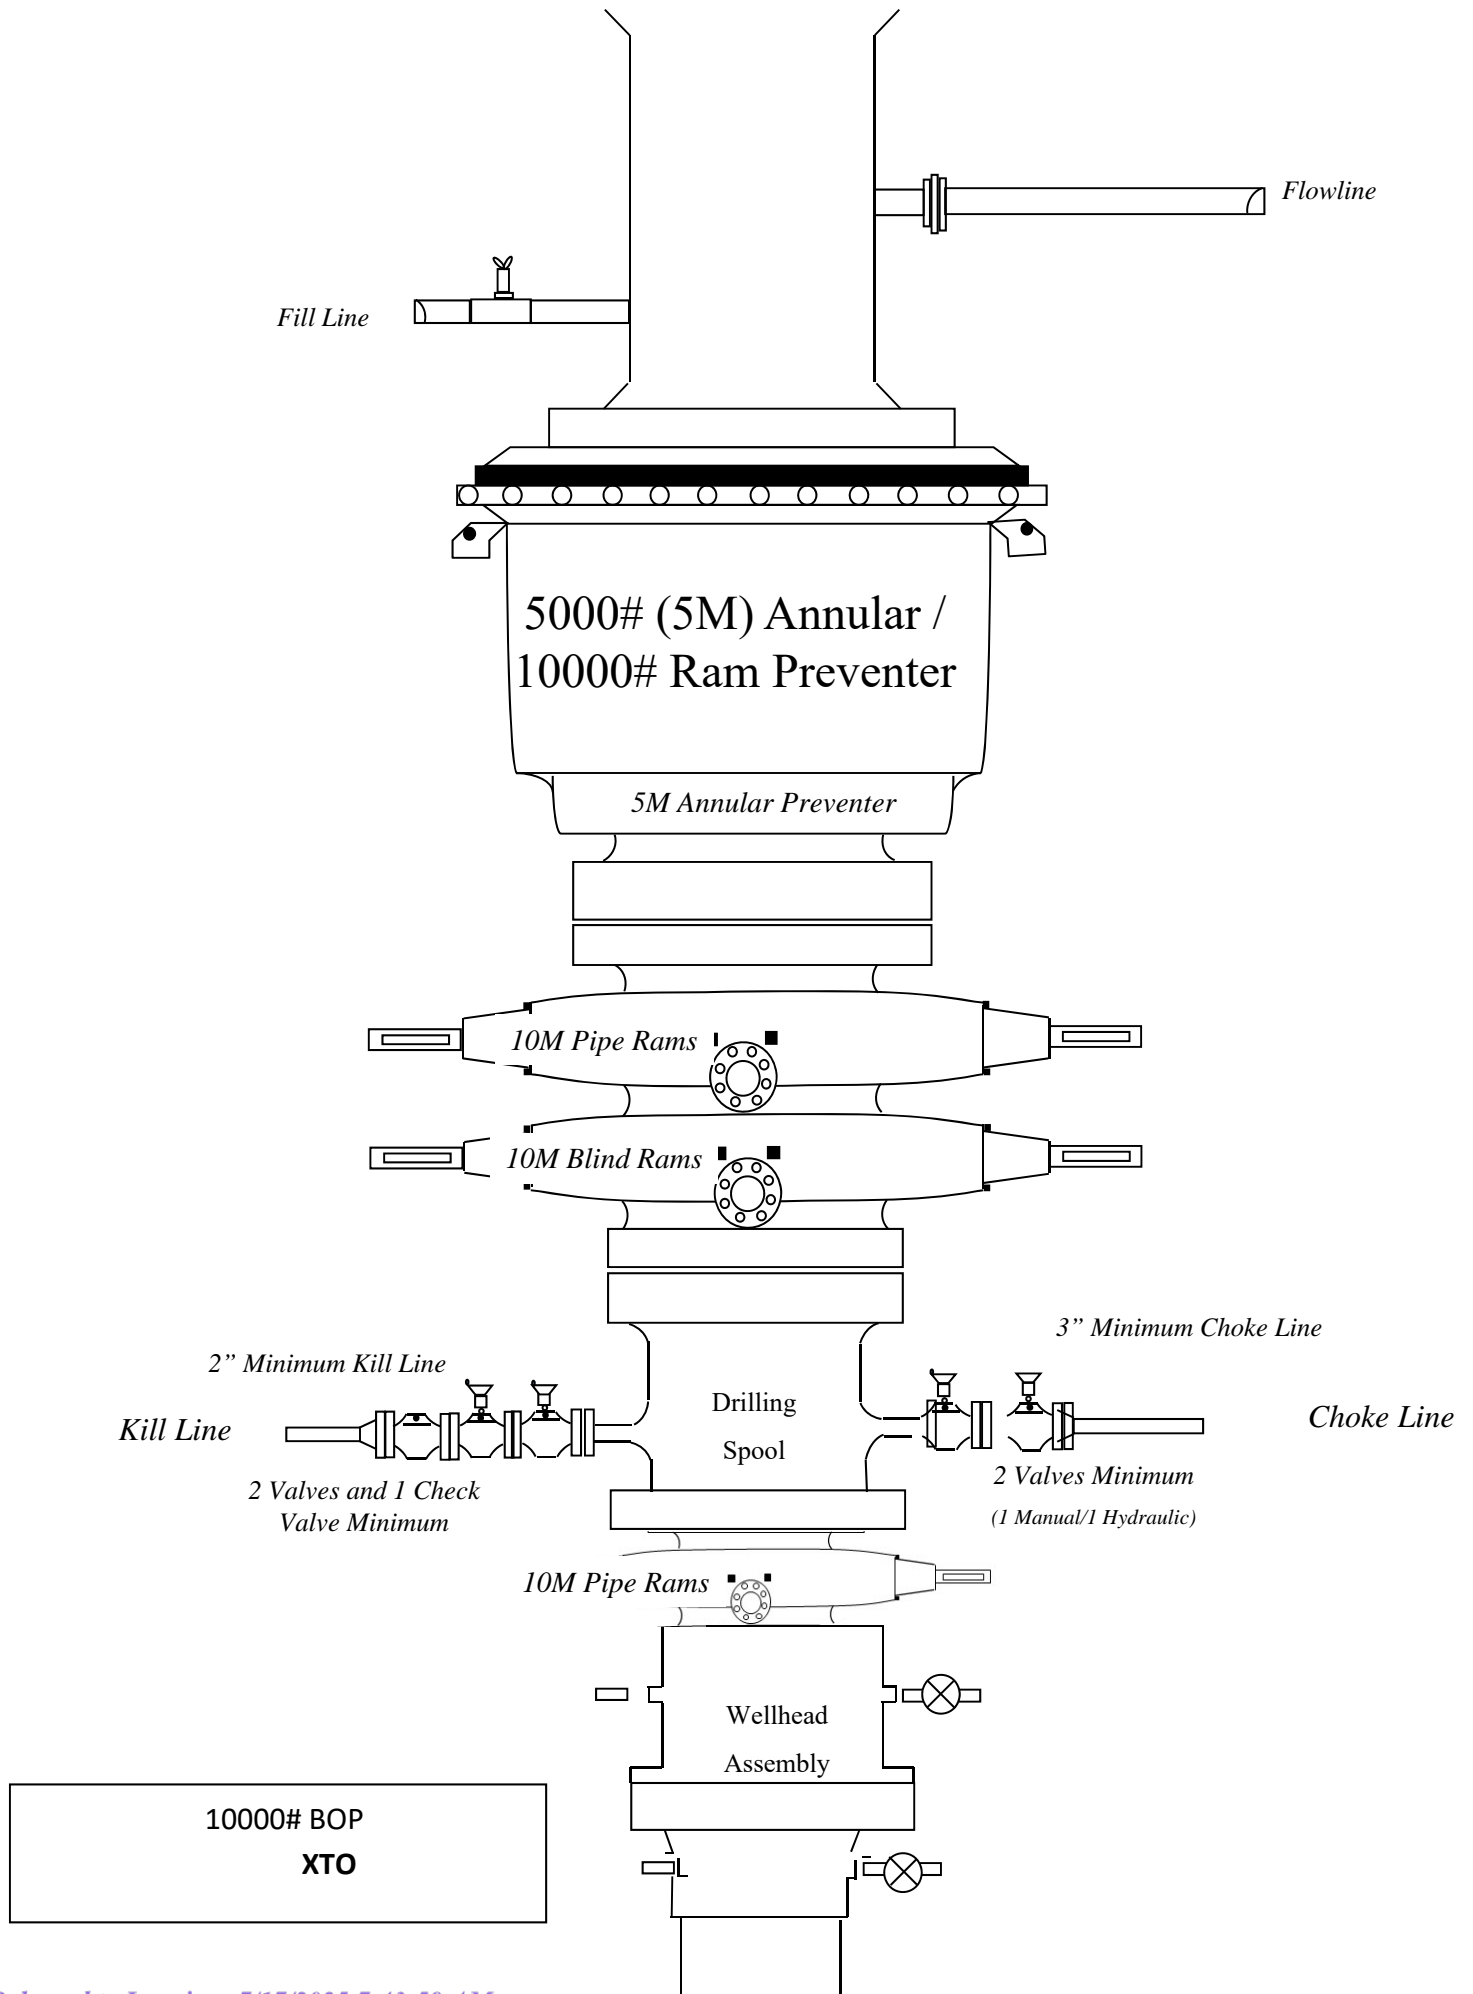 Flowline
Fill Line
5000# (5M) Annular /
10000# Ram Preventer
5M Annular Preventer
10M Pipe Rams
10M Blind Rams
3” Minimum Choke Line
2” Minimum Kill Line
Drilling
Spool
Kill Line
Choke Line
2 Valves and 1 Check
Valve Minimum
2 Valves Minimum
(1 Manual/1 Hydraulic)
10M Pipe Rams
Wellhead
Assembly
10000# BOP
XTO